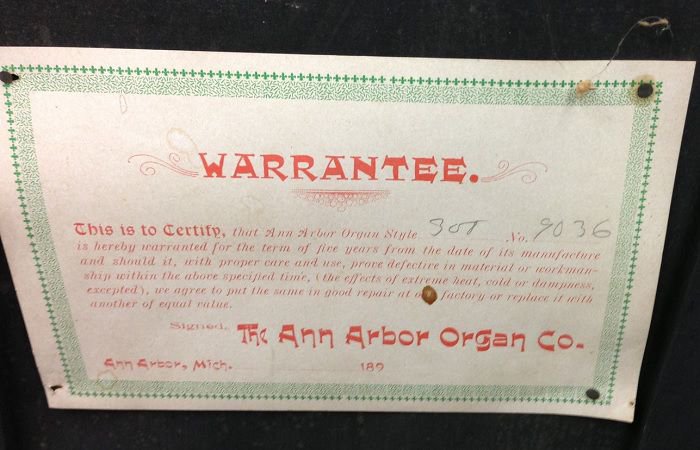 WARRANTEE.
This is to Certify, that Ann Arbor Organ Style No. 9036
is hereby warranted for the term of five years from the date of its manufacture
and should it, with proper care and use, prove defective in material or workman-
ship within the above specified time, (the effects of extreme heat, cold or dampness,
excepted), we agree to put the same in good repair at our factory or replace it with
another of equal value.
Signed, The Ann Arbor Organ Co.
Ann Arbor, Mich. 189